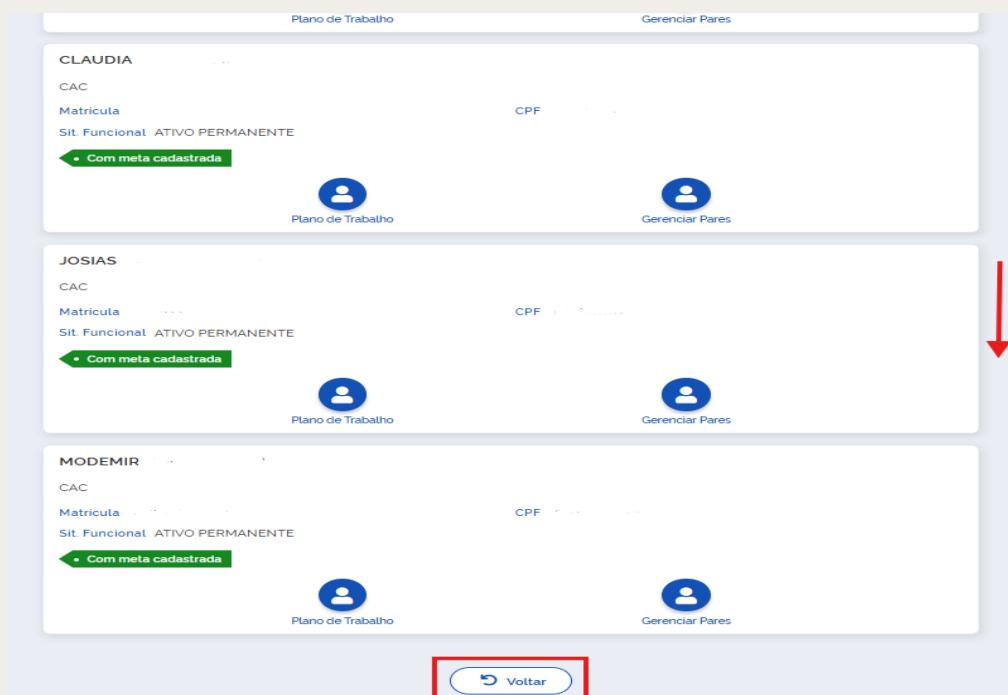 Plano de Trabalho Gerenciar Pares
CLAUDIA
CAC
Matrícula CPF
Sit. Funcional ATIVO PERMANENTE
Com meta cadastrada
Plano de Trabalho Gerenciar Pares
JOSIAS
CAC
Matrícula CPF
Sit. Funcional ATIVO PERMANENTE
Com meta cadastrada
Plano de Trabalho Gerenciar Pares
MODEMIR
CAC
Matrícula CPF
Sit. Funcional ATIVO PERMANENTE
Com meta cadastrada
Plano de Trabalho Gerenciar Pares
Voltar